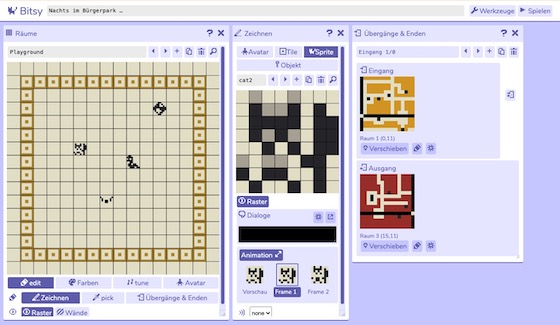 Bitsy
Nachts im Bürgerpark …
Werkzeuge
Spielen
Räume
Playground
edit
Farben
tune
Avatar
Zeichnen
pick
Übergänge & Enden
Raster
Wände
Zeichnen
Avatar
Tile
Sprite
Objekt
cat2
Raster
Dialoge
Animation
Vorschau
Frame 1
Frame 2
none
Übergänge & Enden
Eingang 1/8
Eingang
Raum 1 (0,11)
Verschieben
Ausgang
Raum 3 (15,11)
Verschieben